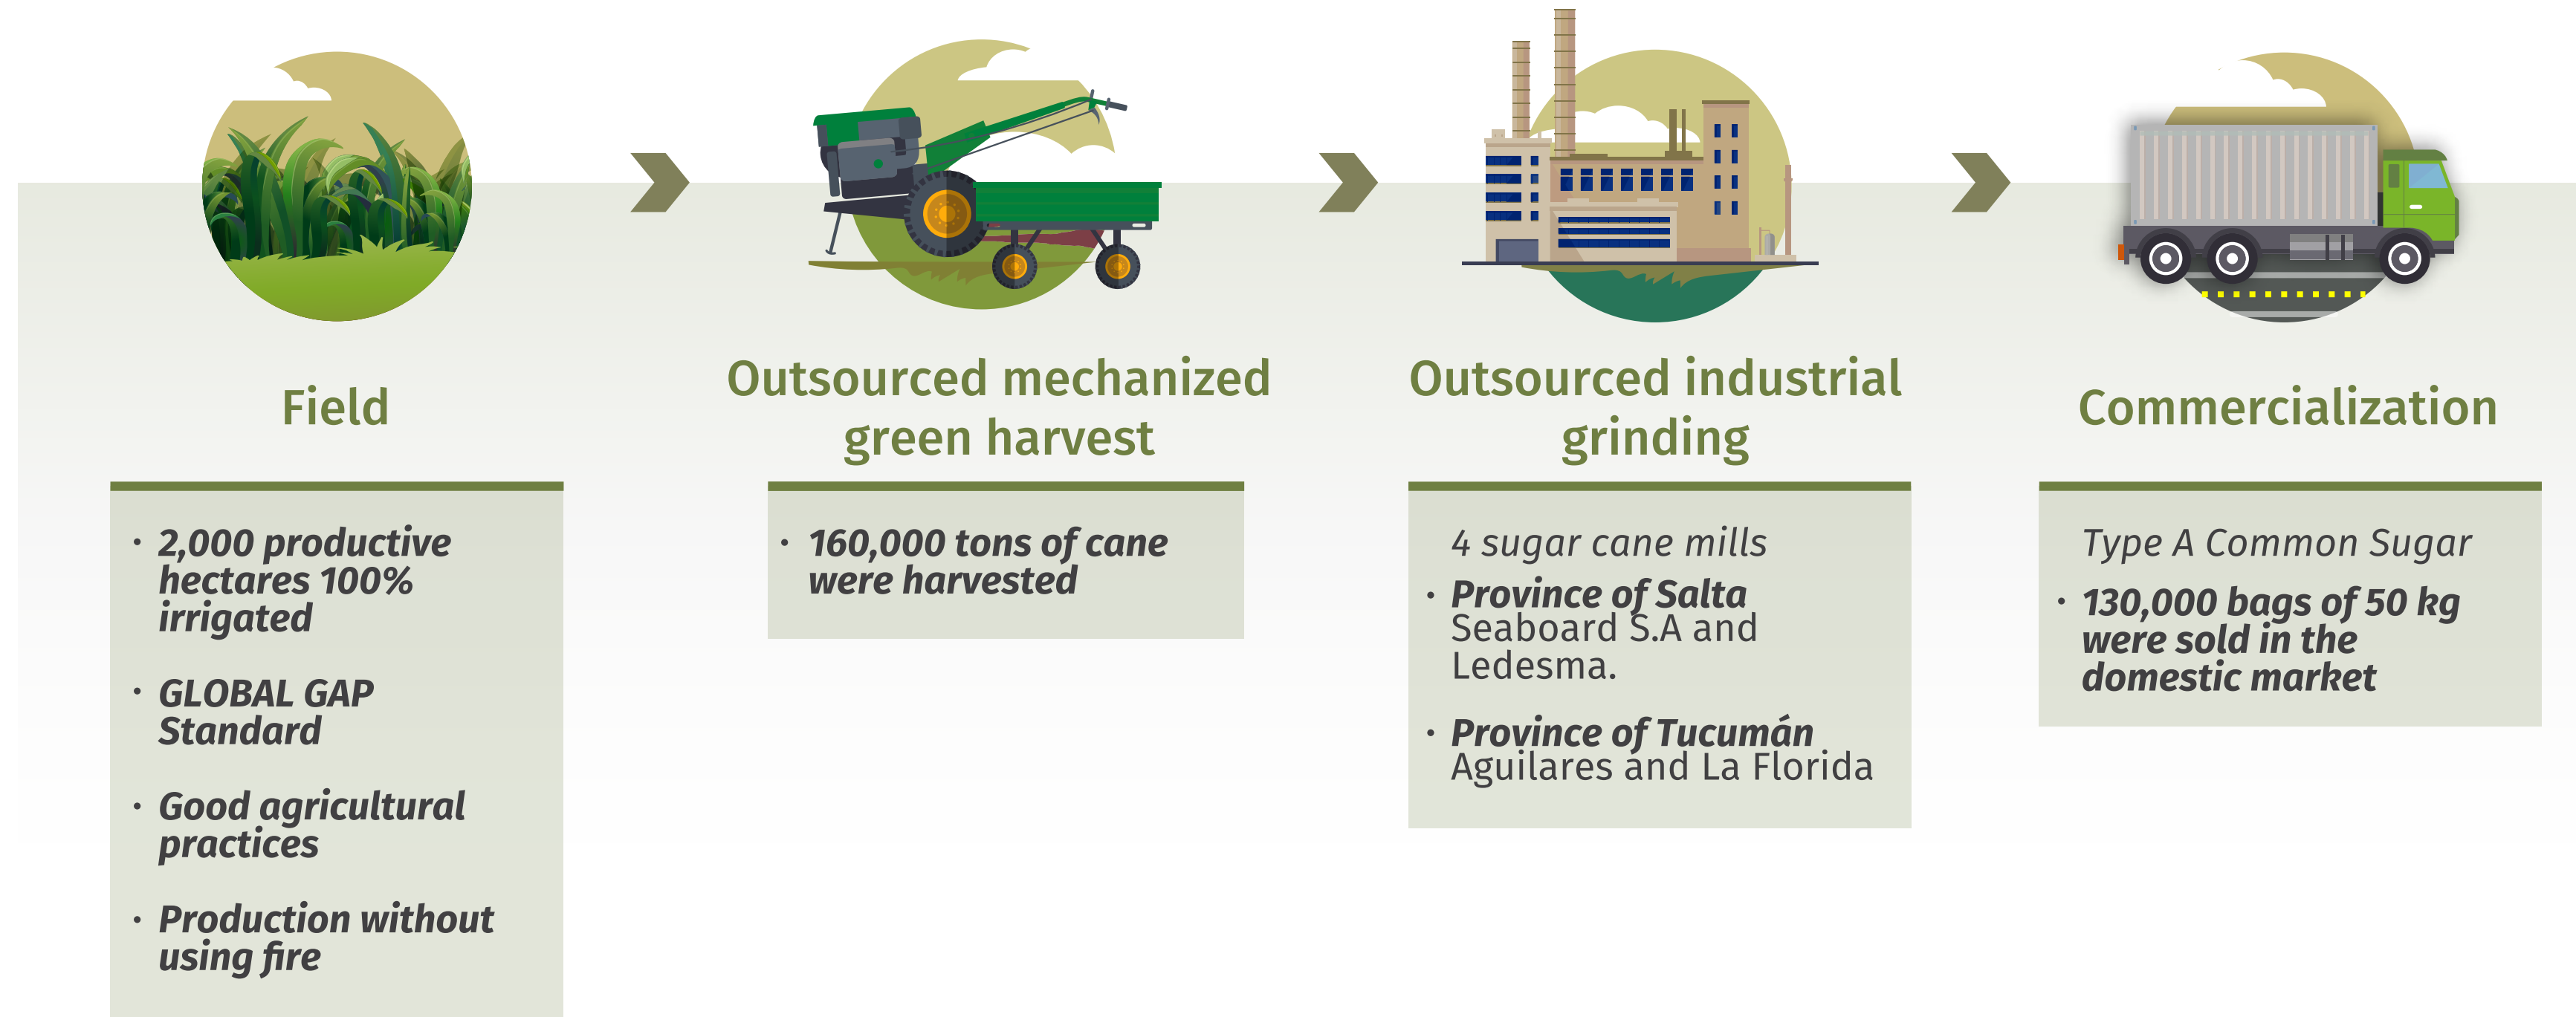 Field
• 2,000 productive
hectares 100%
irrigated
• GLOBAL GAP
Standard
• Good agricultural
practices
• Production without
using fire
Outsourced mechanized
green harvest
• 160,000 tons of cane
were harvested
Outsourced industrial
grinding
4 sugar cane mills
• Province of Salta
Seaboard S.A and
Ledesma.
• Province of Tucumán
Aguilares and La Florida
Commercialization
Type A Common Sugar
• 130,000 bags of 50 kg
were sold in the
domestic market